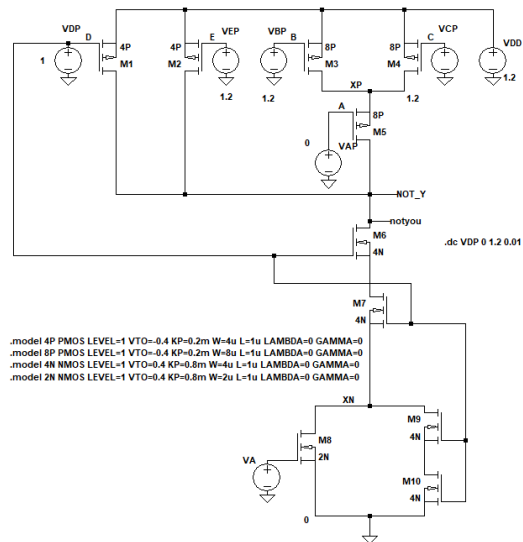 VDP
D
4P
M1
1
4P
E
VEP
M2
1.2
VBP
B
8P
M3
1.2
8P
C
VCP
M4
1.2
VDD
1.2
XP
A
8P
M5
0
VAP
NOT_Y
notyou
M6
4N
.dc VDP 0 1.2 0.01
M7
4N
.model 4P PMOS LEVEL=1 VTO=-0.4 KP=0.2m W=4u L=1u LAMBDA=0 GAMMA=0
.model 8P PMOS LEVEL=1 VTO=-0.4 KP=0.2m W=8u L=1u LAMBDA=0 GAMMA=0
.model 4N NMOS LEVEL=1 VTO=0.4 KP=0.8m W=4u L=1u LAMBDA=0 GAMMA=0
.model 2N NMOS LEVEL=1 VTO=0.4 KP=0.8m W=2u L=1u LAMBDA=0 GAMMA=0
XN
M8
2N
VA
0
M9
4N
M10
4N